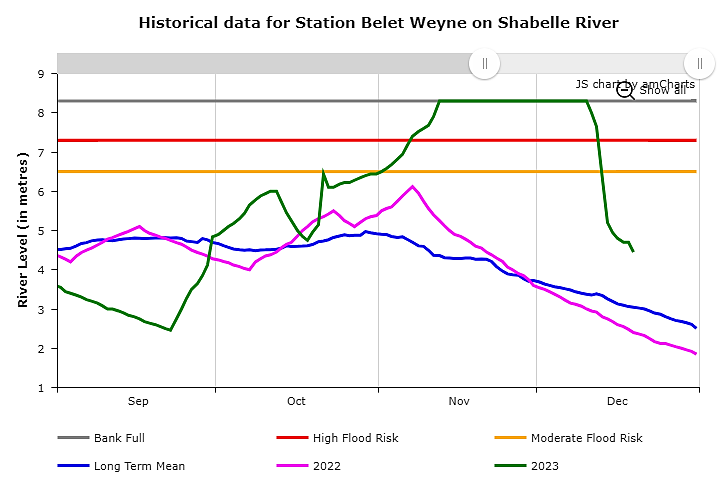 Historical data for Station Belet Weyne on Shabelle River
JS chart by amCharts
Show all
River Level (in metres)
9
8
7
6
5
4
3
2
1
Sep Oct Nov Dec
Bank Full High Flood Risk Moderate Flood Risk
Long Term Mean 2022 2023